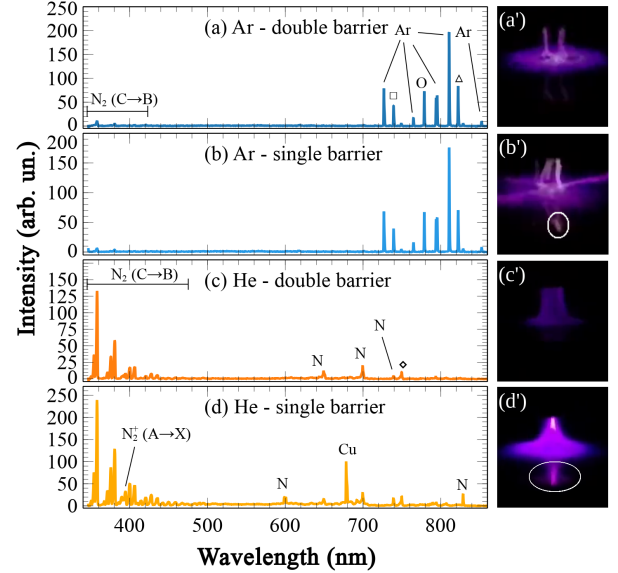 Intensity (arb. un.)
250
200
150
100
50
0
(a) Ar - double barrier
N₂ (C→B)
Ar
Ar
□
O
△
(a')
200
150
100
50
0
(b) Ar - single barrier
(b')
150
125
100
75
50
25
0
(c) He - double barrier
N₂ (C→B)
N
N
N
◇
(c')
250
200
150
100
50
0
(d) He - single barrier
N₂⁺ (A→X)
N
Cu
N
(d')
400 500 600 700 800
Wavelength (nm)